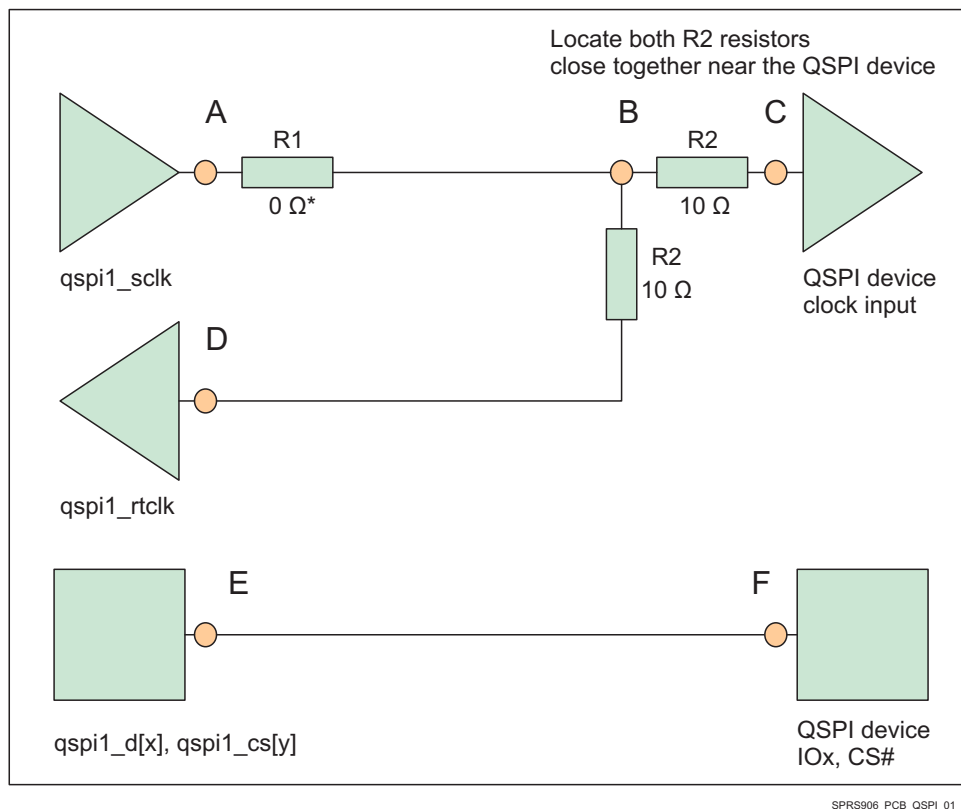 Locate both R2 resistors
close together near the QSPI device
A
R1
0 Ω*
B
R2
10 Ω
C
qspi1_sclk
R2
10 Ω
QSPI device
clock input
D
qspi1_rtclk
E
F
qspi1_d[x], qspi1_cs[y]
QSPI device
IOx, CS#
SPRS906_PCB_QSPI_01